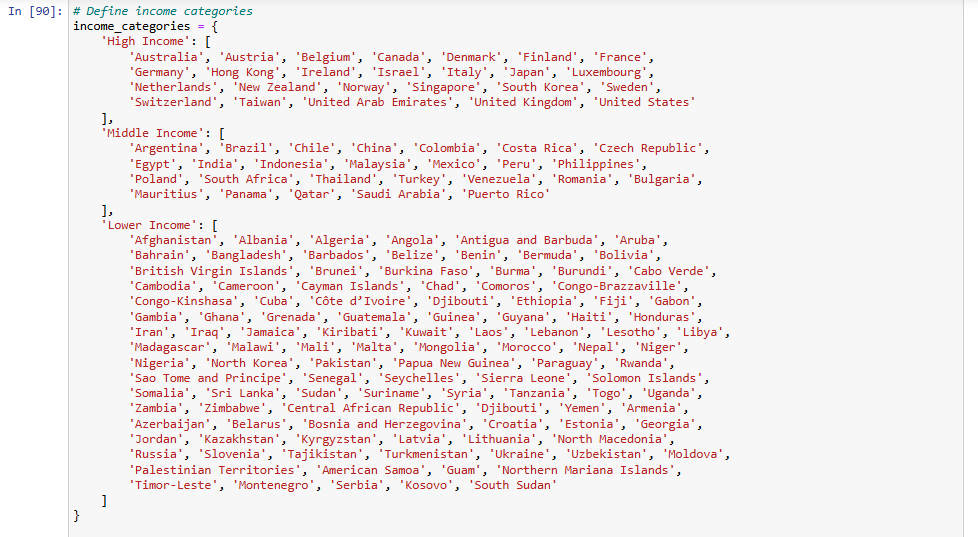 In [90]: # Define income categories
income_categories = {
    'High Income': [
        'Australia', 'Austria', 'Belgium', 'Canada', 'Denmark', 'Finland', 'France',
        'Germany', 'Hong Kong', 'Ireland', 'Israel', 'Italy', 'Japan', 'Luxembourg',
        'Netherlands', 'New Zealand', 'Norway', 'Singapore', 'South Korea', 'Sweden',
        'Switzerland', 'Taiwan', 'United Arab Emirates', 'United Kingdom', 'United States'
    ],
    'Middle Income': [
        'Argentina', 'Brazil', 'Chile', 'China', 'Colombia', 'Costa Rica', 'Czech Republic',
        'Egypt', 'India', 'Indonesia', 'Malaysia', 'Mexico', 'Peru', 'Philippines',
        'Poland', 'South Africa', 'Thailand', 'Turkey', 'Venezuela', 'Romania', 'Bulgaria',
        'Mauritius', 'Panama', 'Qatar', 'Saudi Arabia', 'Puerto Rico'
    ],
    'Lower Income': [
        'Afghanistan', 'Albania', 'Algeria', 'Angola', 'Antigua and Barbuda', 'Aruba',
        'Bahrain', 'Bangladesh', 'Barbados', 'Belize', 'Benin', 'Bermuda', 'Bolivia',
        'British Virgin Islands', 'Brunei', 'Burkina Faso', 'Burma', 'Burundi', 'Cabo Verde',
        'Cambodia', 'Cameroon', 'Cayman Islands', 'Chad', 'Comoros', 'Congo-Brazzaville',
        'Congo-Kinshasa', 'Cuba', 'Côte d’Ivoire', 'Djibouti', 'Ethiopia', 'Fiji', 'Gabon',
        'Gambia', 'Ghana', 'Grenada', 'Guatemala', 'Guinea', 'Guyana', 'Haiti', 'Honduras',
        'Iran', 'Iraq', 'Jamaica', 'Kiribati', 'Kuwait', 'Laos', 'Lebanon', 'Lesotho', 'Libya',
        'Madagascar', 'Malawi', 'Mali', 'Malta', 'Mongolia', 'Morocco', 'Nepal', 'Niger',
        'Nigeria', 'North Korea', 'Pakistan', 'Papua New Guinea', 'Paraguay', 'Rwanda',
        'Sao Tome and Principe', 'Senegal', 'Seychelles', 'Sierra Leone', 'Solomon Islands',
        'Somalia', 'Sri Lanka', 'Sudan', 'Suriname', 'Syria', 'Tanzania', 'Togo', 'Uganda',
        'Zambia', 'Zimbabwe', 'Central African Republic', 'Djibouti', 'Yemen', 'Armenia',
        'Azerbaijan', 'Belarus', 'Bosnia and Herzegovina', 'Croatia', 'Estonia', 'Georgia',
        'Jordan', 'Kazakhstan', 'Kyrgyzstan', 'Latvia', 'Lithuania', 'North Macedonia',
        'Russia', 'Slovenia', 'Tajikistan', 'Turkmenistan', 'Ukraine', 'Uzbekistan', 'Moldova',
        'Palestinian Territories', 'American Samoa', 'Guam', 'Northern Mariana Islands',
        'Timor-Leste', 'Montenegro', 'Serbia', 'Kosovo', 'South Sudan'
    ]
}